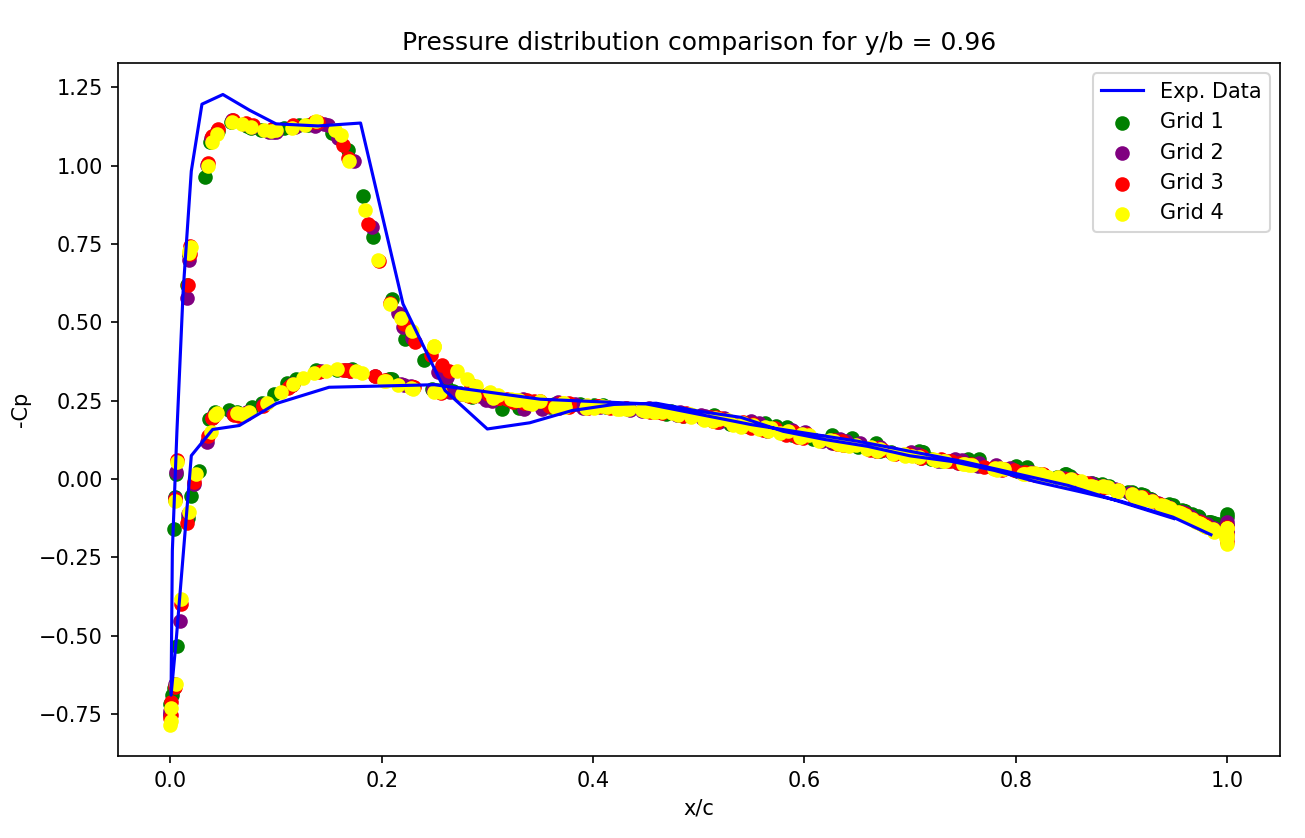 Pressure distribution comparison for y/b = 0.96
Exp. Data
Grid 1
Grid 2
Grid 3
Grid 4
1.25
1.00
0.75
0.50
0.25
0.00
−0.25
−0.50
−0.75
-Cp
0.0 0.2 0.4 0.6 0.8 1.0
x/c